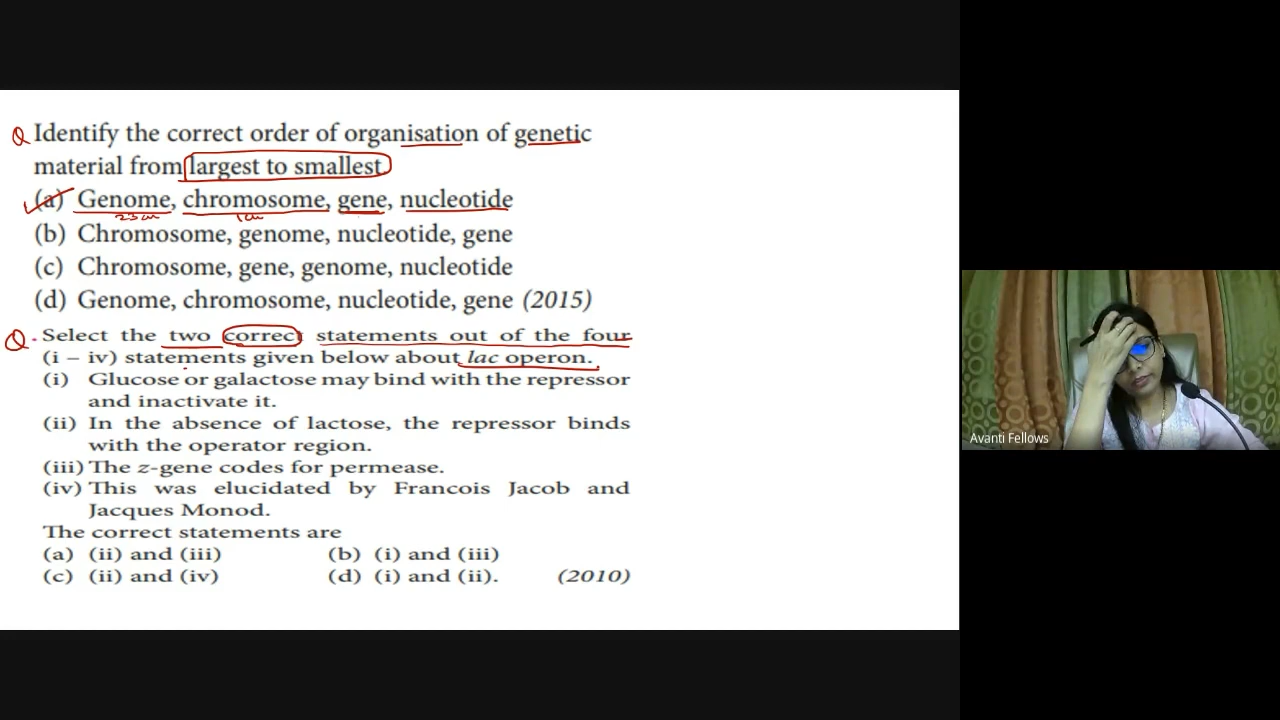 Q Identify the correct order of organisation of genetic
material from largest to smallest.
(a) Genome, chromosome, gene, nucleotide
(b) Chromosome, genome, nucleotide, gene
(c) Chromosome, gene, genome, nucleotide
(d) Genome, chromosome, nucleotide, gene (2015)
Q. Select the two correct statements out of the four
(i – iv) statements given below about lac operon.
(i) Glucose or galactose may bind with the repressor
and inactivate it.
(ii) In the absence of lactose, the repressor binds
with the operator region.
(iii) The z-gene codes for permease.
(iv) This was elucidated by Francois Jacob and
Jacques Monod.
The correct statements are
(a) (ii) and (iii) (b) (i) and (iii)
(c) (ii) and (iv) (d) (i) and (ii). (2010)
Avanti Fellows